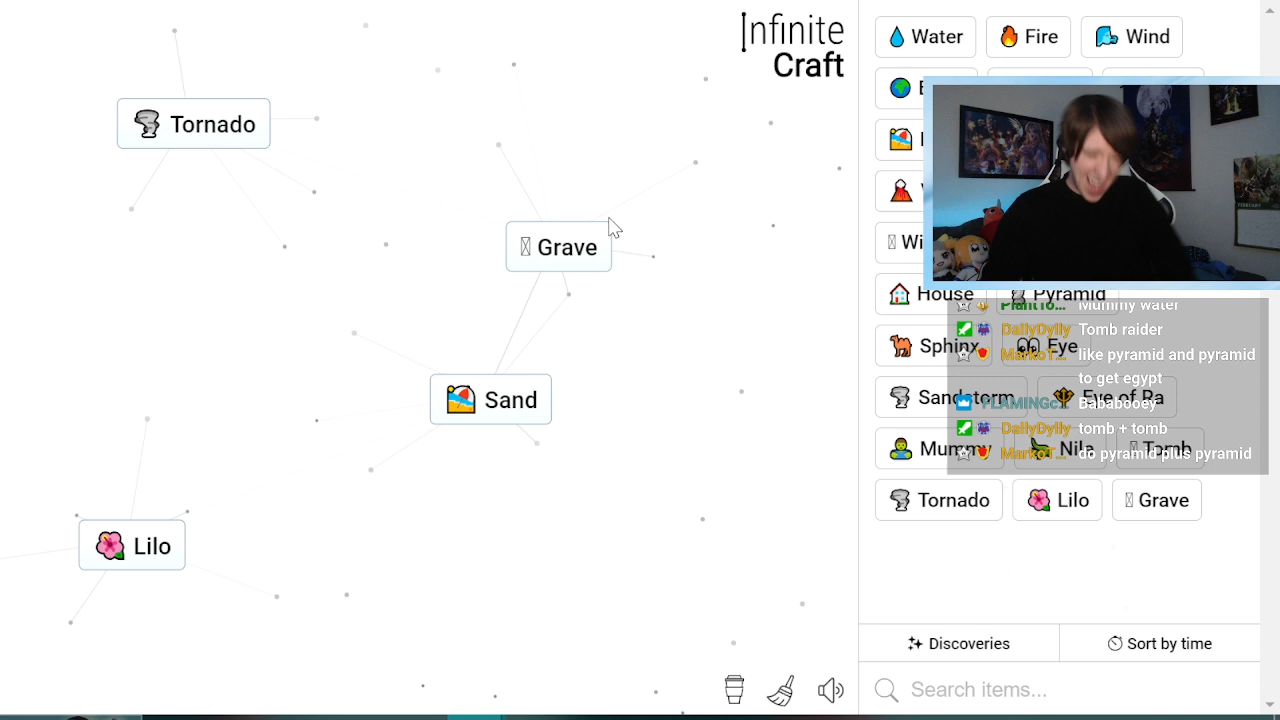 Infinite
Craft
Tornado
Grave
Sand
Lilo
Water Fire Wind
House Pyramid
Sphinx Eye
Sandstorm Eye of Ra
Mummy Nile Tomb
Tornado Lilo Grave
Mummy water
DallyDylly Tomb raider
MarkoT... like pyramid and pyramid
to get egypt
FLAMINGc... Bababooey
DallyDylly tomb + tomb
MarkoT... do pyramid plus pyramid
Discoveries Sort by time
Search items...